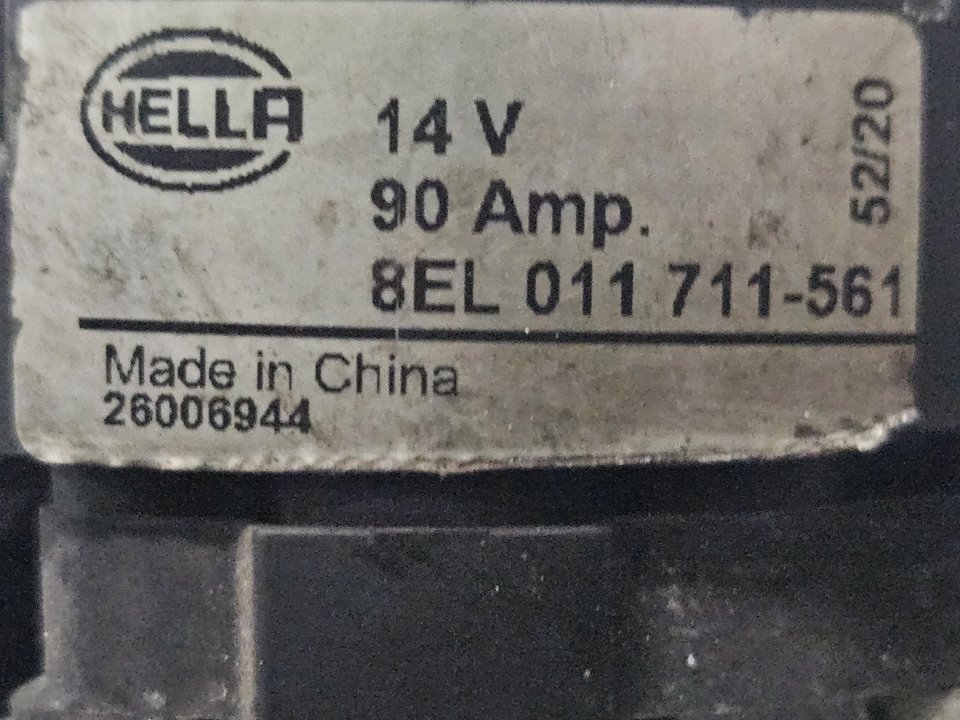 HELLA
14 V
90 Amp.
8EL 011 711-561
52/20
Made in China
26006944